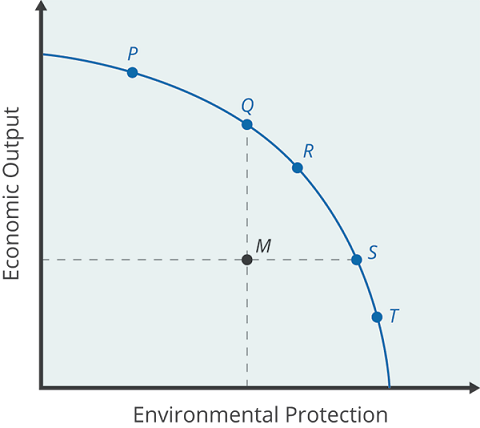 P
Q
R
M
S
T
Economic Output
Environmental Protection